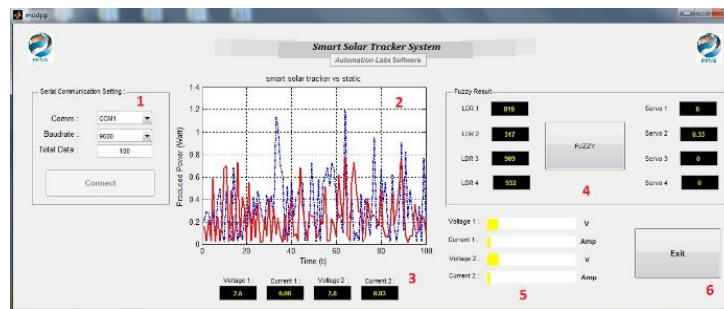 modpp
PENS
Smart Solar Tracker System
Automation Labs Software
PENS
Serial Communication Setting :
1
Comm : COM1
Baudrate : 9600
Total Data : 100
Connect
smart solar tracker vs static
2
Produced Power (Watt)
1.4
1.2
1
0.8
0.6
0.4
0.2
0
0 20 40 60 80 100
Time (t)
3
Voltage 1 : Current 1 : Voltage 2 : Current 2 :
2.8 0.06 2.8 0.03
Fuzzy Result
LDR 1 819
LDR 2 317
LDR 3 909
LDR 4 932
FUZZY
4
Servo 1 0
Servo 2 0.33
Servo 3 0
Servo 4 0
Voltage 1 : V
Current 1 : Amp
Voltage 2 : V
Current 2 : Amp
5
Exit
6